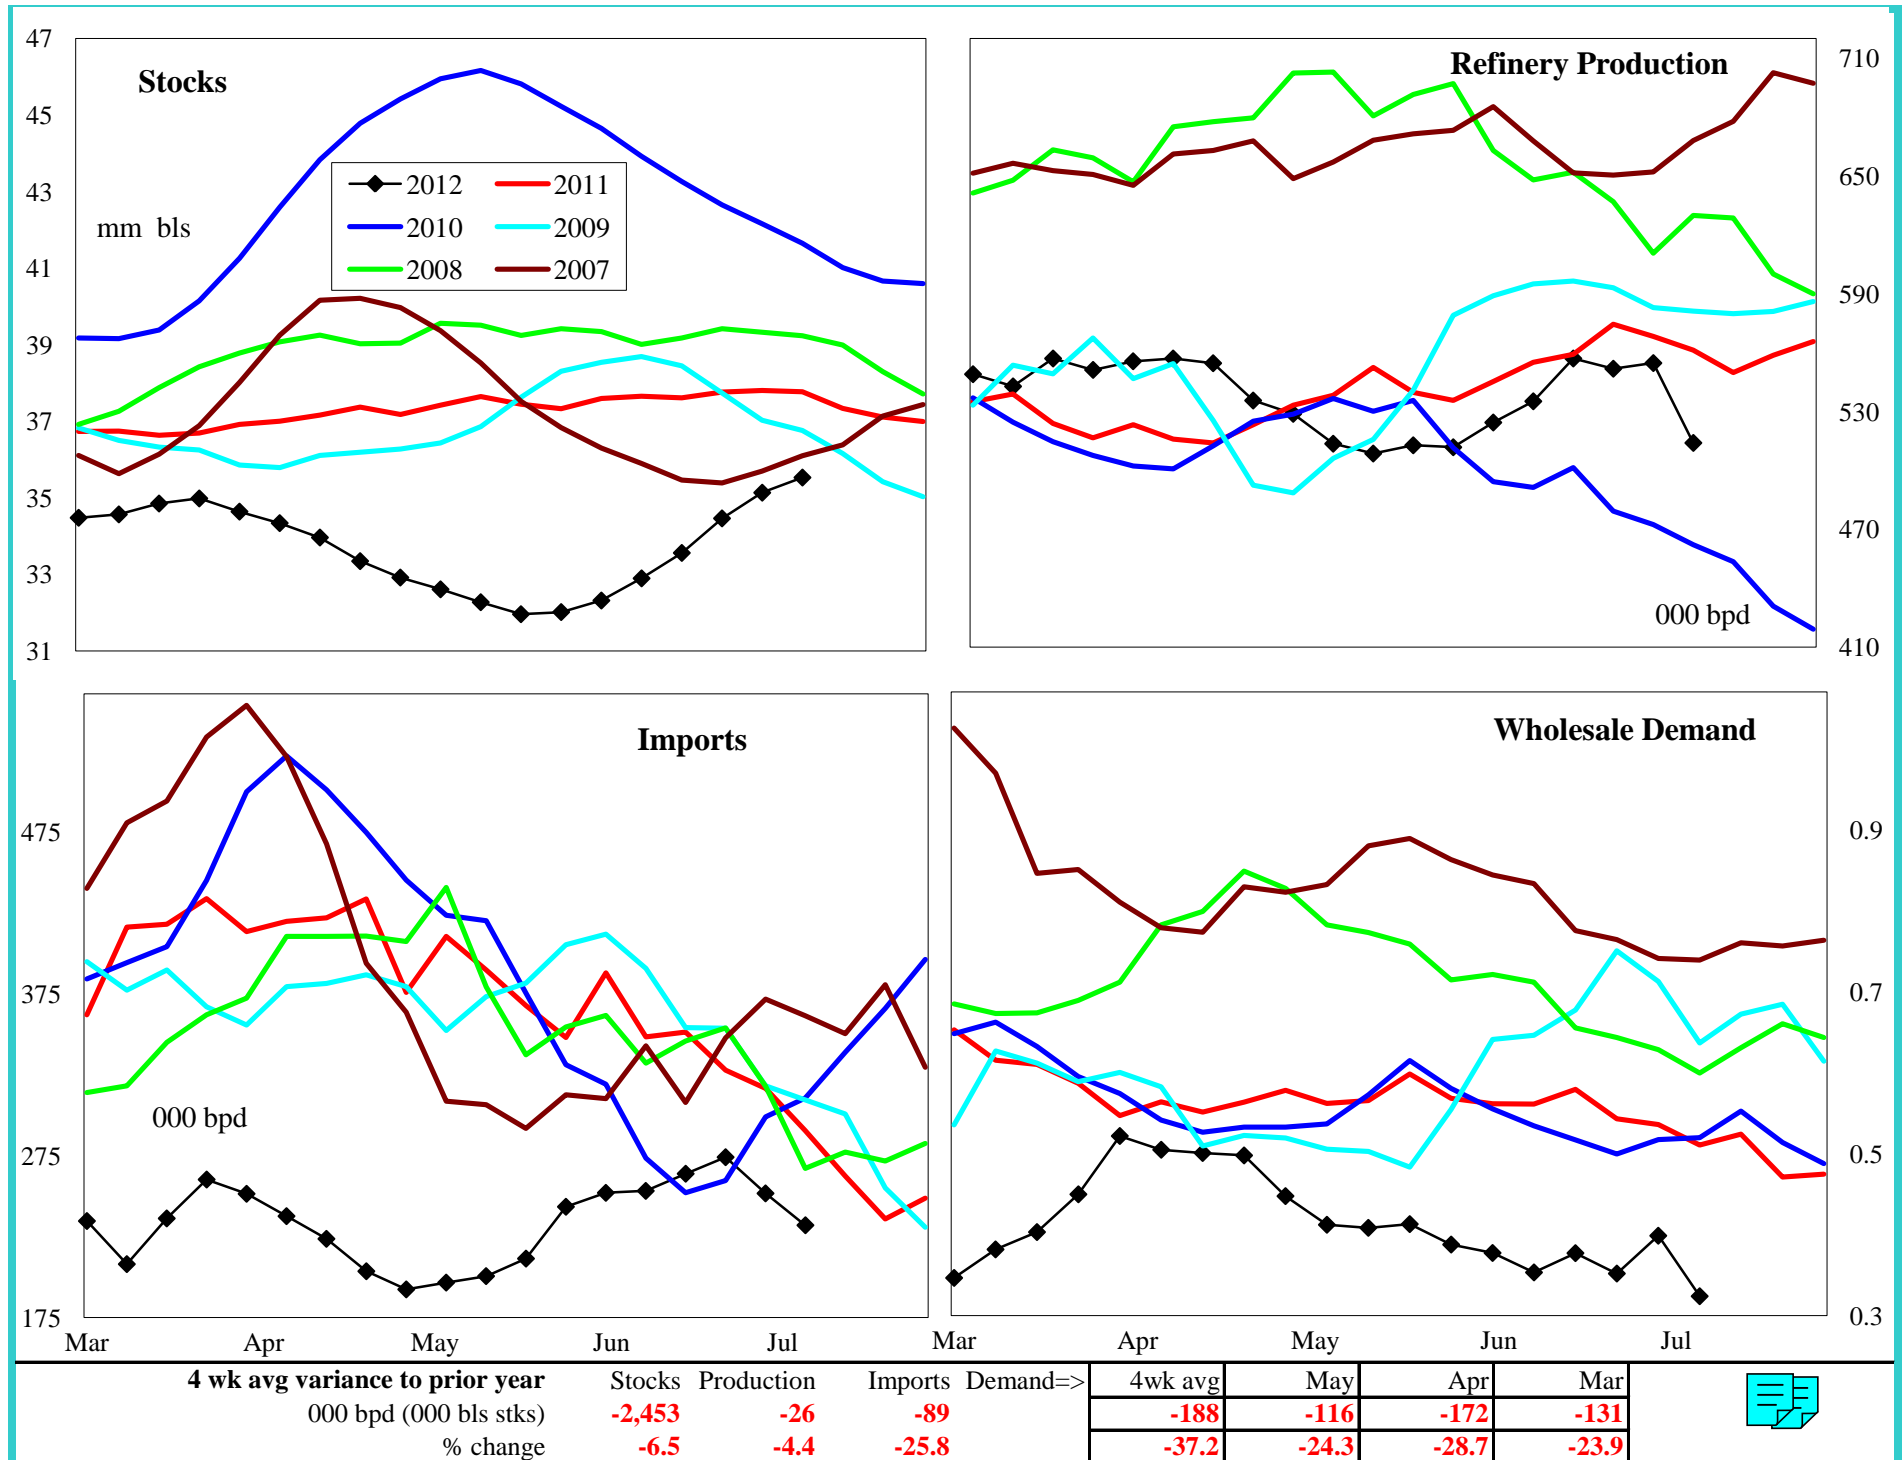 Stocks
mm bls
47
45
43
41
39
37
35
33
31
2012 2011
2010 2009
2008 2007
Refinery Production
000 bpd
710
650
590
530
470
410
Imports
000 bpd
475
375
275
175
Mar Apr May Jun Jul
Wholesale Demand
0.9
0.7
0.5
0.3
Mar Apr May Jun Jul
4 wk avg variance to prior year Stocks Production Imports Demand=> 4wk avg May Apr Mar
000 bpd (000 bls stks) -2,453 -26 -89 -188 -116 -172 -131
% change -6.5 -4.4 -25.8 -37.2 -24.3 -28.7 -23.9